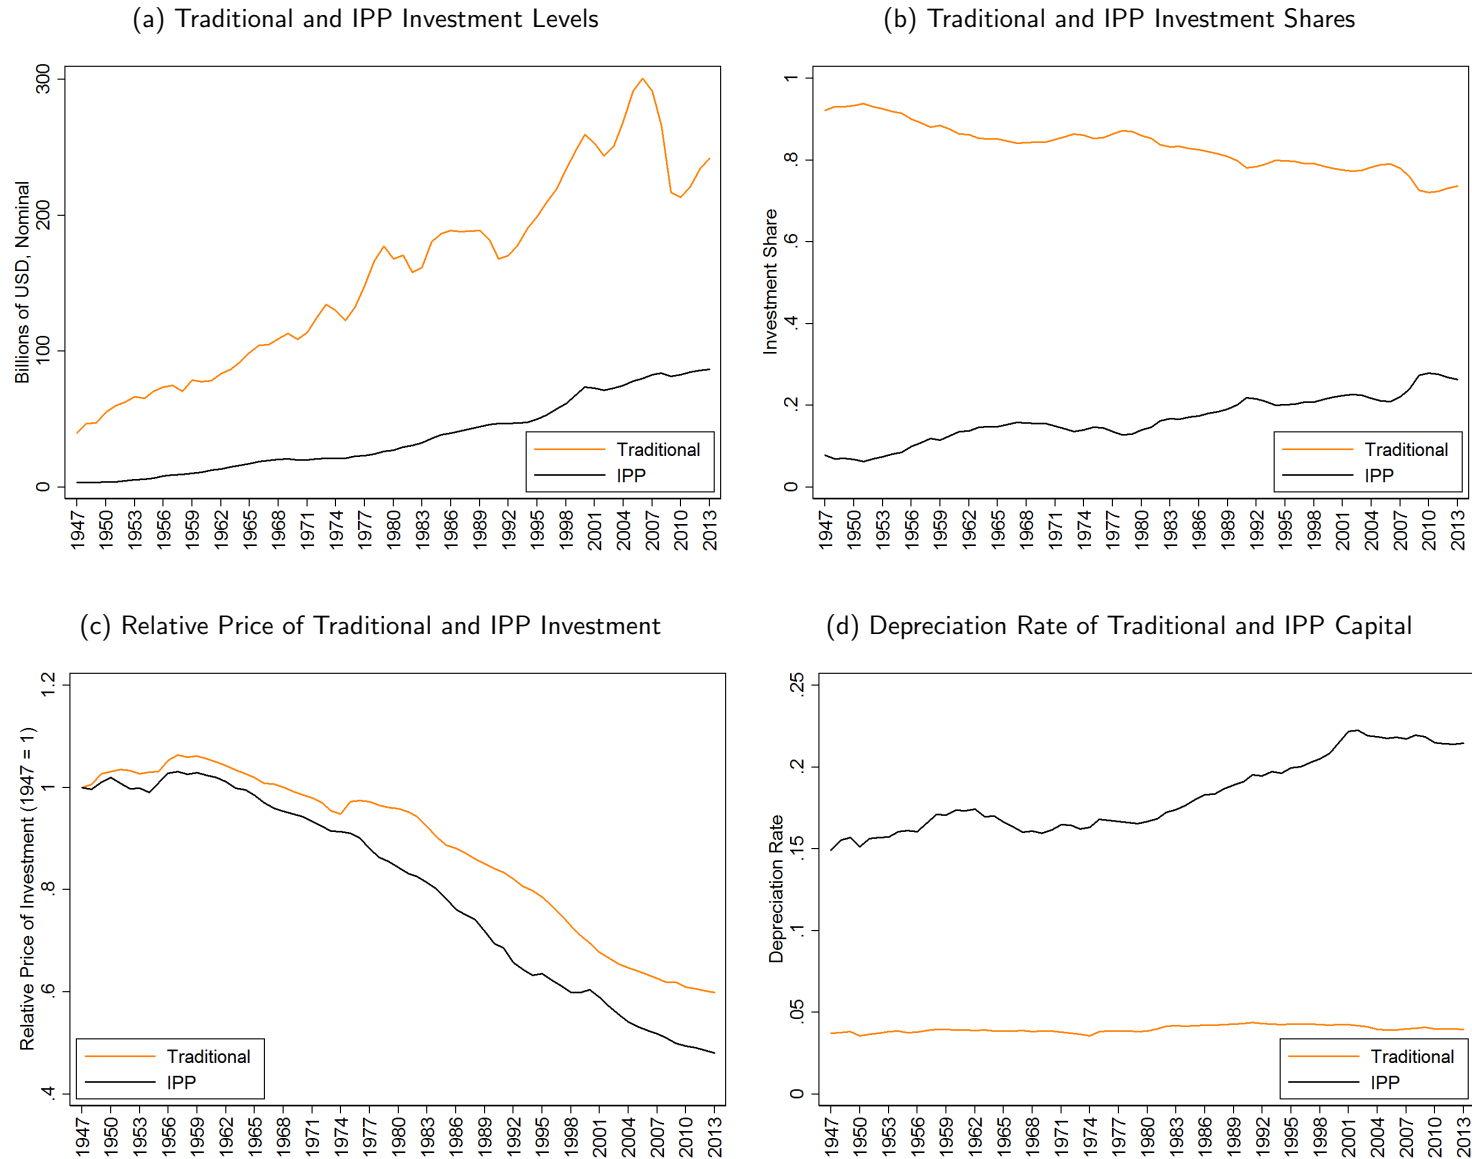 (a) Traditional and IPP Investment Levels
Billions of USD, Nominal
300
200
100
0
1947 1950 1953 1956 1959 1962 1965 1968 1971 1974 1977 1980 1983 1986 1989 1992 1995 1998 2001 2004 2007 2010 2013
Traditional
IPP
(b) Traditional and IPP Investment Shares
Investment Share
1
.8
.6
.4
.2
0
1947 1950 1953 1956 1959 1962 1965 1968 1971 1974 1977 1980 1983 1986 1989 1992 1995 1998 2001 2004 2007 2010 2013
Traditional
IPP
(c) Relative Price of Traditional and IPP Investment
Relative Price of Investment (1947 = 1)
1.2
1
.8
.6
.4
1947 1950 1953 1956 1959 1962 1965 1968 1971 1974 1977 1980 1983 1986 1989 1992 1995 1998 2001 2004 2007 2010 2013
Traditional
IPP
(d) Depreciation Rate of Traditional and IPP Capital
Depreciation Rate
.25
.2
.15
.1
.05
0
1947 1950 1953 1956 1959 1962 1965 1968 1971 1974 1977 1980 1983 1986 1989 1992 1995 1998 2001 2004 2007 2010 2013
Traditional
IPP